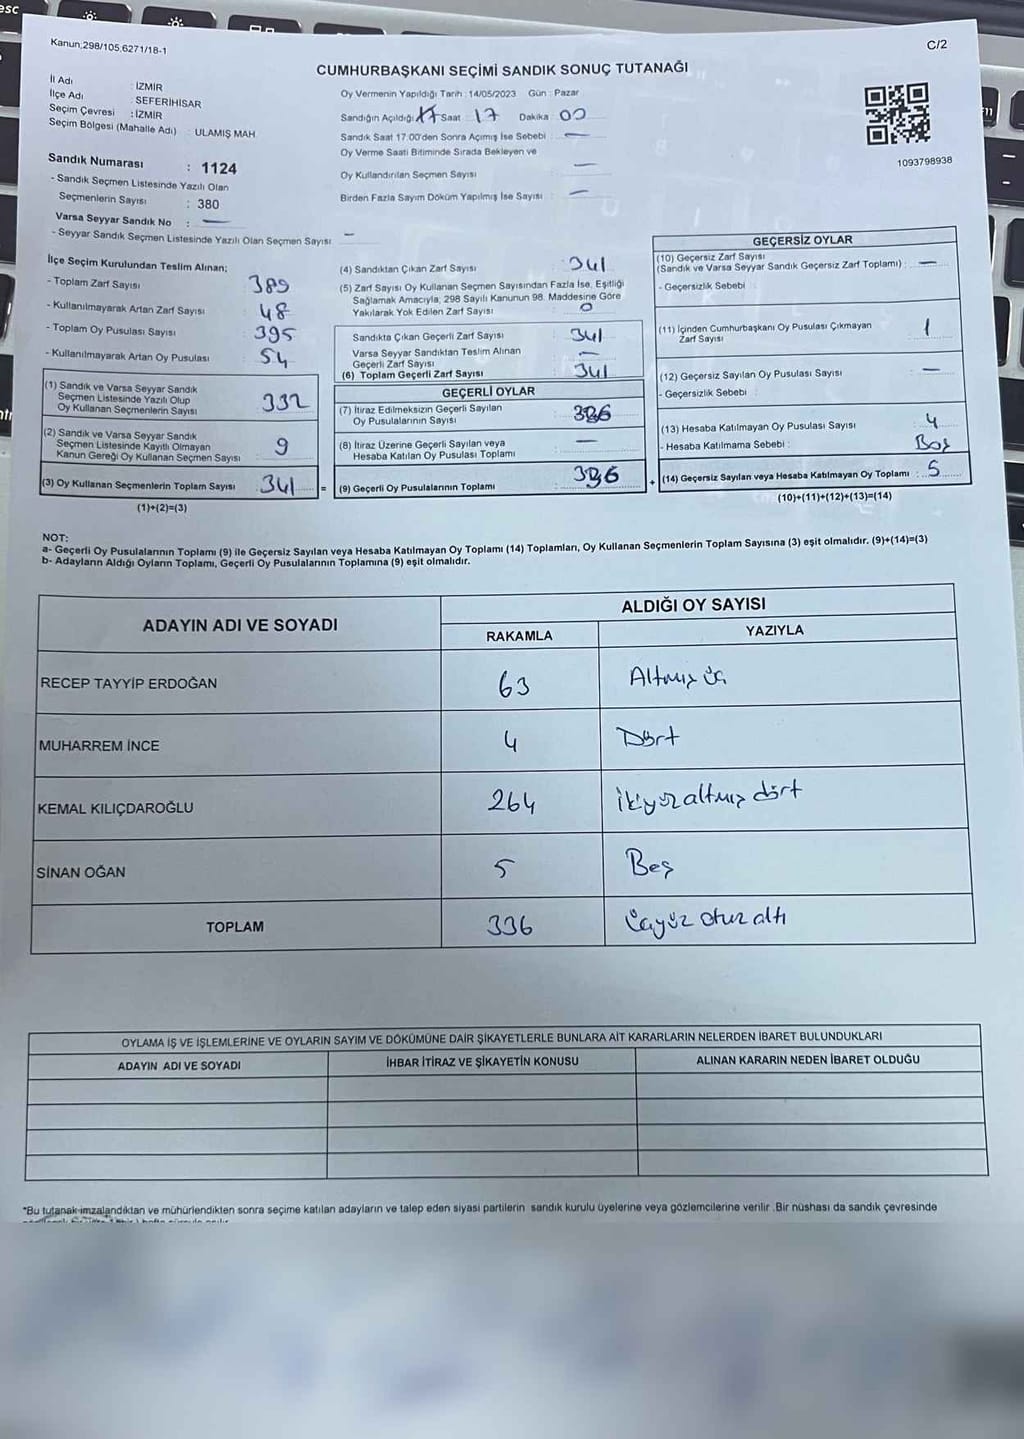 esc
Kanun;298/105,6271/18-1
C/2
CUMHURBAŞKANI SEÇİMİ SANDIK SONUÇ TUTANAĞI
İl Adı : İZMİR
İlçe Adı : SEFERİHİSAR
Seçim Çevresi : İZMİR
Seçim Bölgesi (Mahalle Adı) : ULAMIŞ MAH
Oy Vermenin Yapıldığı Tarih : 14/05/2023 Gün : Pazar
Sandığın Açıldığı Saat : 17 Dakika 00
Sandık Saat 17.00'den Sonra Açımış İse Sebebi : —
Oy Verme Saati Bitiminde Sırada Bekleyen ve
Oy Kullandırılan Seçmen Sayısı —
Birden Fazla Sayım Döküm Yapılmış İse Sayısı : —
1093798938
Sandık Numarası : 1124
- Sandık Seçmen Listesinde Yazılı Olan
Seçmenlerin Sayısı : 380
Varsa Seyyar Sandık No : —
- Seyyar Sandık Seçmen Listesinde Yazılı Olan Seçmen Sayısı —
İlçe Seçim Kurulundan Teslim Alınan;
- Toplam Zarf Sayısı 389
- Kullanılmayarak Artan Zarf Sayısı 48
- Toplam Oy Pusulası Sayısı 395
- Kullanılmayarak Artan Oy Pusulası 54
(1) Sandık ve Varsa Seyyar Sandık
Seçmen Listesinde Yazılı Olup
Oy Kullanan Seçmenlerin Sayısı 332
(2) Sandık ve Varsa Seyyar Sandık
Seçmen Listesinde Kayıtlı Olmayan
Kanun Gereği Oy Kullanan Seçmen Sayısı 9
(3) Oy Kullanan Seçmenlerin Toplam Sayısı 341 =
(1)+(2)=(3)
(4) Sandıktan Çıkan Zarf Sayısı : 341
(5) Zarf Sayısı Oy Kullanan Seçmen Sayısından Fazla İse, Eşitliği
Sağlamak Amacıyla, 298 Sayılı Kanunun 98. Maddesine Göre
Yakılarak Yok Edilen Zarf Sayısı 0
Sandıkta Çıkan Geçerli Zarf Sayısı : 341
Varsa Seyyar Sandıktan Teslim Alınan
Geçerli Zarf Sayısı —
(6) Toplam Geçerli Zarf Sayısı 341
GEÇERLİ OYLAR
(7) İtiraz Edilmeksizin Geçerli Sayılan
Oy Pusulalarının Sayısı : 336
(8) İtiraz Üzerine Geçerli Sayılan veya
Hesaba Katılan Oy Pusulası Toplamı : —
(9) Geçerli Oy Pusulalarının Toplamı : 336 +
GEÇERSİZ OYLAR
(10) Geçersiz Zarf Sayısı
(Sandık ve Varsa Seyyar Sandık Geçersiz Zarf Toplamı) : —
- Geçersizlik Sebebi :
(11) İçinden Cumhurbaşkanı Oy Pusulası Çıkmayan
Zarf Sayısı 1
(12) Geçersiz Sayılan Oy Pusulası Sayısı : —
- Geçersizlik Sebebi :
(13) Hesaba Katılmayan Oy Pusulası Sayısı : 4
- Hesaba Katılmama Sebebi : Boş
(14) Geçersiz Sayılan veya Hesaba Katılmayan Oy Toplamı : 5
(10)+(11)+(12)+(13)=(14)
NOT:
a- Geçerli Oy Pusulalarının Toplamı (9) ile Geçersiz Sayılan veya Hesaba Katılmayan Oy Toplamı (14) Toplamları, Oy Kullanan Seçmenlerin Toplam Sayısına (3) eşit olmalıdır. (9)+(14)=(3)
b- Adayların Aldığı Oyların Toplamı, Geçerli Oy Pusulalarının Toplamına (9) eşit olmalıdır.
ADAYIN ADI VE SOYADI ALDIĞI OY SAYISI
RAKAMLA YAZIYLA
RECEP TAYYİP ERDOĞAN 63 Altmış üç
MUHARREM İNCE 4 Dört
KEMAL KILIÇDAROĞLU 264 İkiyüzaltmış dört
SİNAN OĞAN 5 Beş
TOPLAM 336 Üçyüz otuz altı
OYLAMA İŞ VE İŞLEMLERİNE VE OYLARIN SAYIM VE DÖKÜMÜNE DAİR ŞİKAYETLERLE BUNLARA AİT KARARLARIN NELERDEN İBARET BULUNDUKLARI
ADAYIN ADI VE SOYADI İHBAR İTİRAZ VE ŞİKAYETİN KONUSU ALINAN KARARIN NEDEN İBARET OLDUĞU
*Bu tutanak imzalandıktan ve mühürlendikten sonra seçime katılan adayların ve talep eden siyasi partilerin sandık kurulu üyelerine veya gözlemcilerine verilir .Bir nüshası da sandık çevresinde